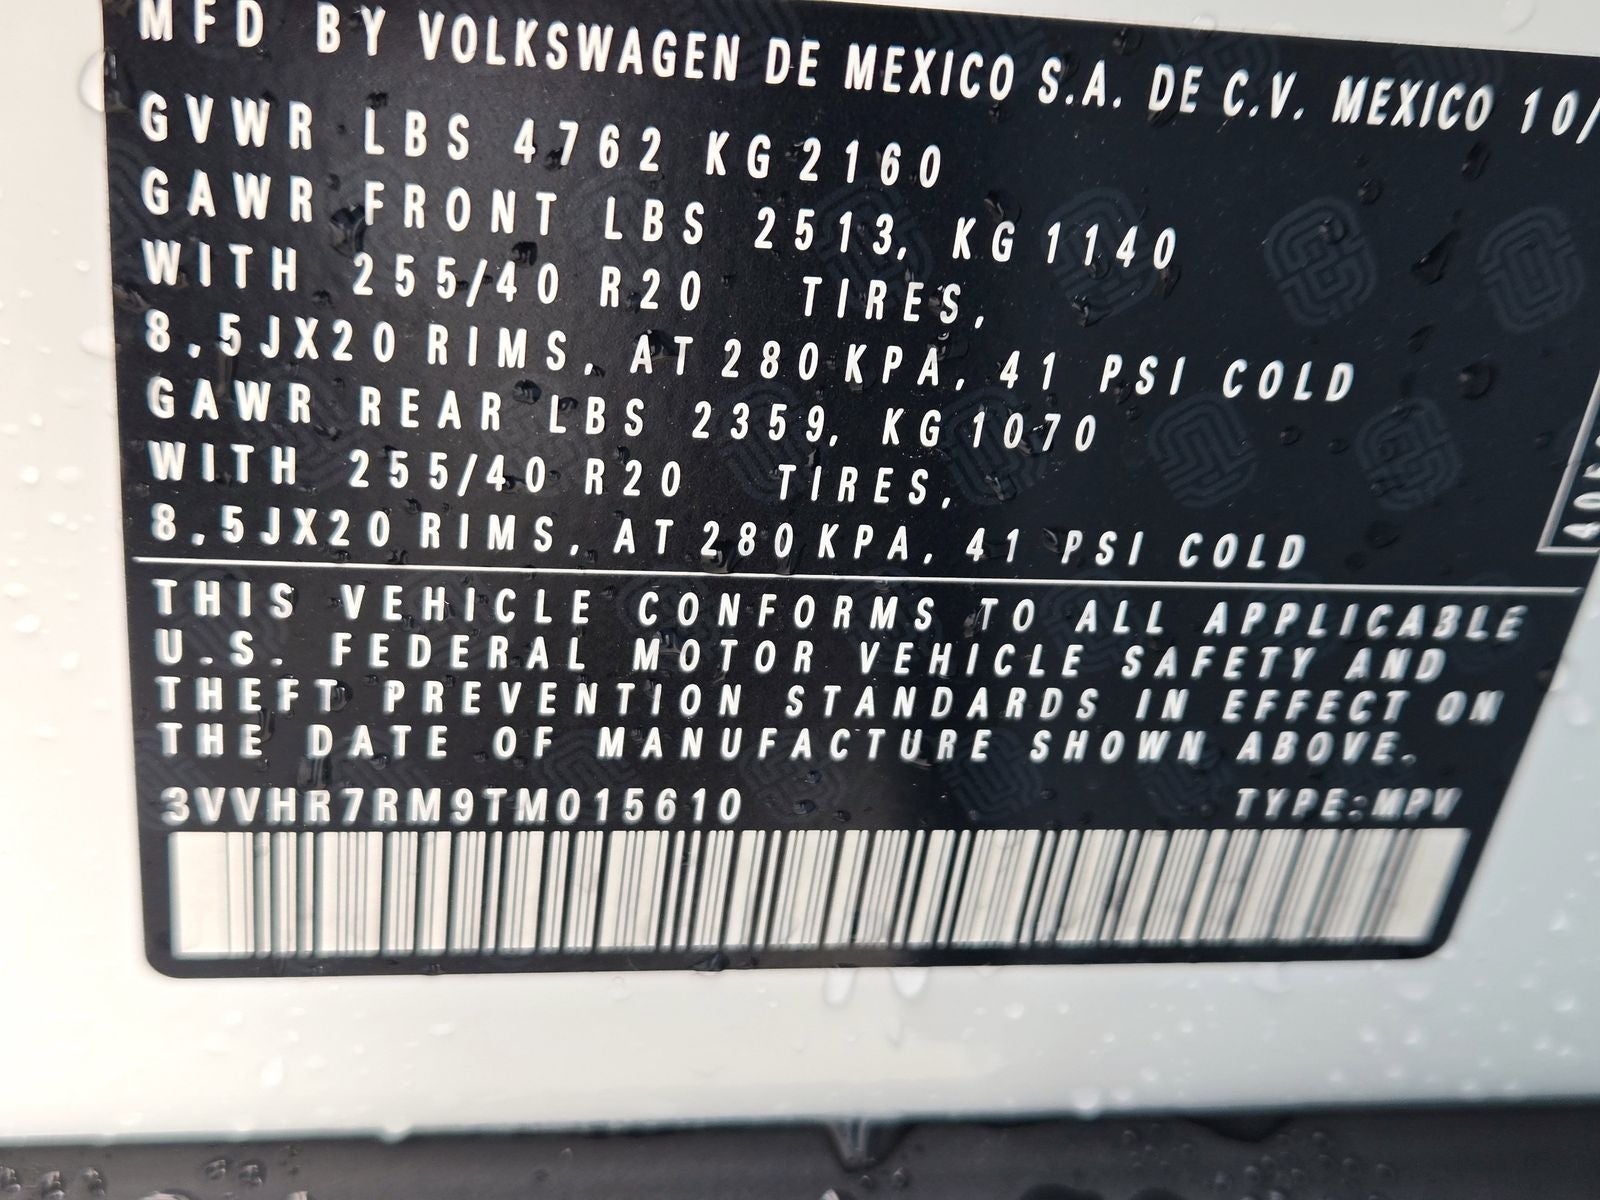 MFD BY VOLKSWAGEN DE MEXICO S.A. DE C.V. MEXICO 10/
GVWR LBS 4762 KG 2160
GAWR FRONT LBS 2513, KG 1140
WITH 255/40 R20 TIRES,
8,5JX20 RIMS, AT 280 KPA, 41 PSI COLD
GAWR REAR LBS 2359, KG 1070
WITH 255/40 R20 TIRES,
8,5JX20 RIMS, AT 280 KPA, 41 PSI COLD
THIS VEHICLE CONFORMS TO ALL APPLICABLE
U.S. FEDERAL MOTOR VEHICLE SAFETY AND
THEFT PREVENTION STANDARDS IN EFFECT ON
THE DATE OF MANUFACTURE SHOWN ABOVE.
3VVHR7RM9TM015610 TYPE:MPV